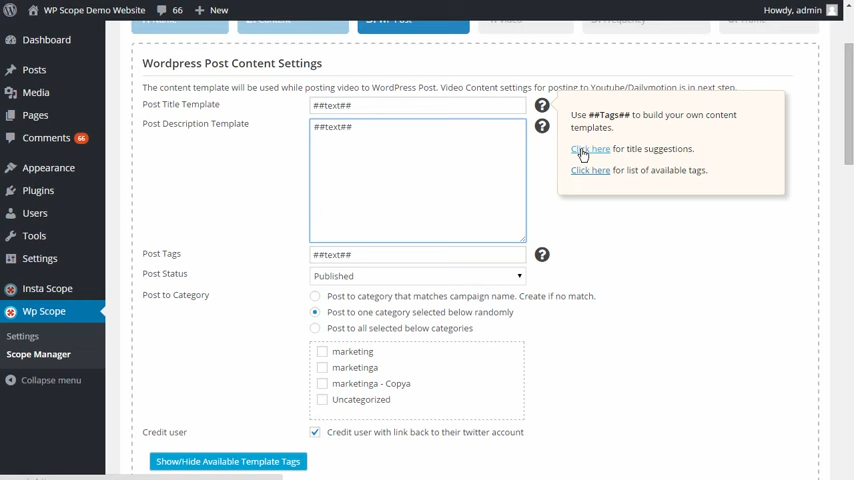 WP Scope Demo Website 66 + New Howdy, admin
Dashboard
Posts
Media
Pages
Comments 66
Appearance
Plugins
Users
Tools
Settings
Insta Scope
Wp Scope
Settings
Scope Manager
Collapse menu
Wordpress Post Content Settings
The content template will be used while posting video to WordPress Post. Video Content settings for posting to Youtube/Dailymotion is in next step.
Post Title Template ##text## ?
Post Description Template ##text## ?
Use ##Tags## to build your own content
templates.
Click here for title suggestions.
Click here for list of available tags.
Post Tags ##text## ?
Post Status Published
Post to Category Post to category that matches campaign name. Create if no match.
Post to one category selected below randomly
Post to all selected below categories
marketing
marketinga
marketinga - Copya
Uncategorized
Credit user Credit user with link back to their twitter account
Show/Hide Available Template Tags